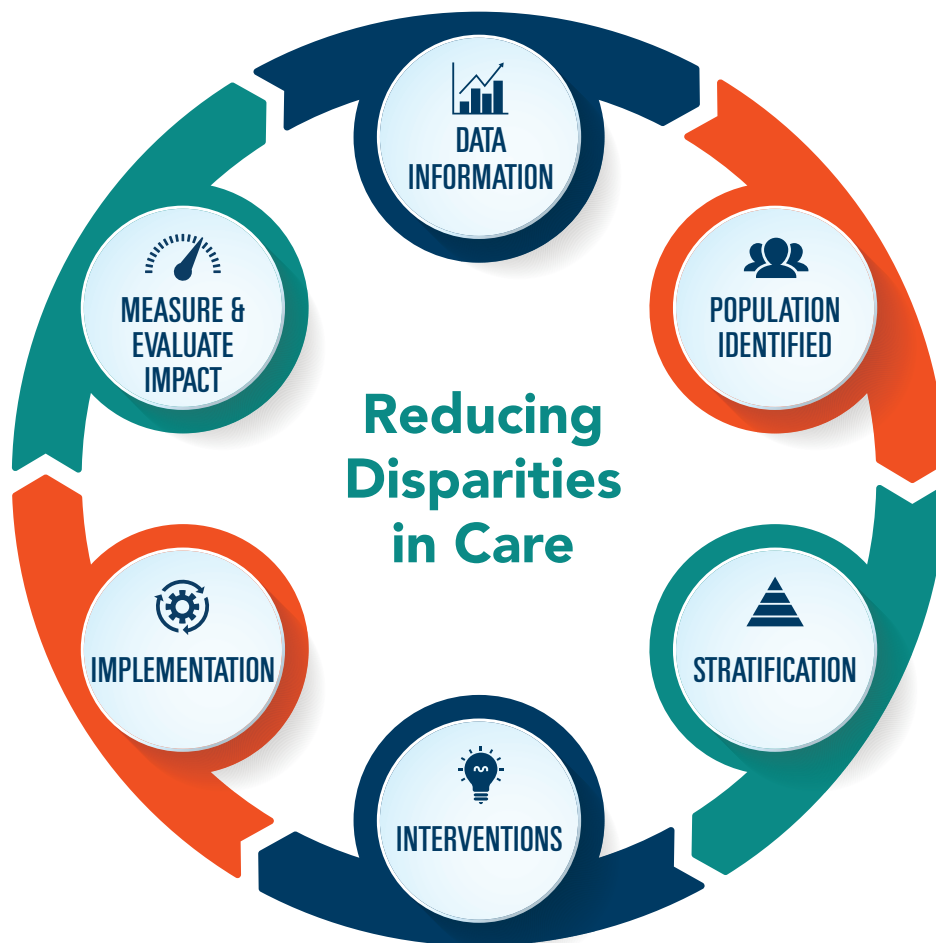 DATA
INFORMATION
POPULATION
IDENTIFIED
STRATIFICATION
INTERVENTIONS
IMPLEMENTATION
MEASURE &
EVALUATE
IMPACT
Reducing
Disparities
in Care